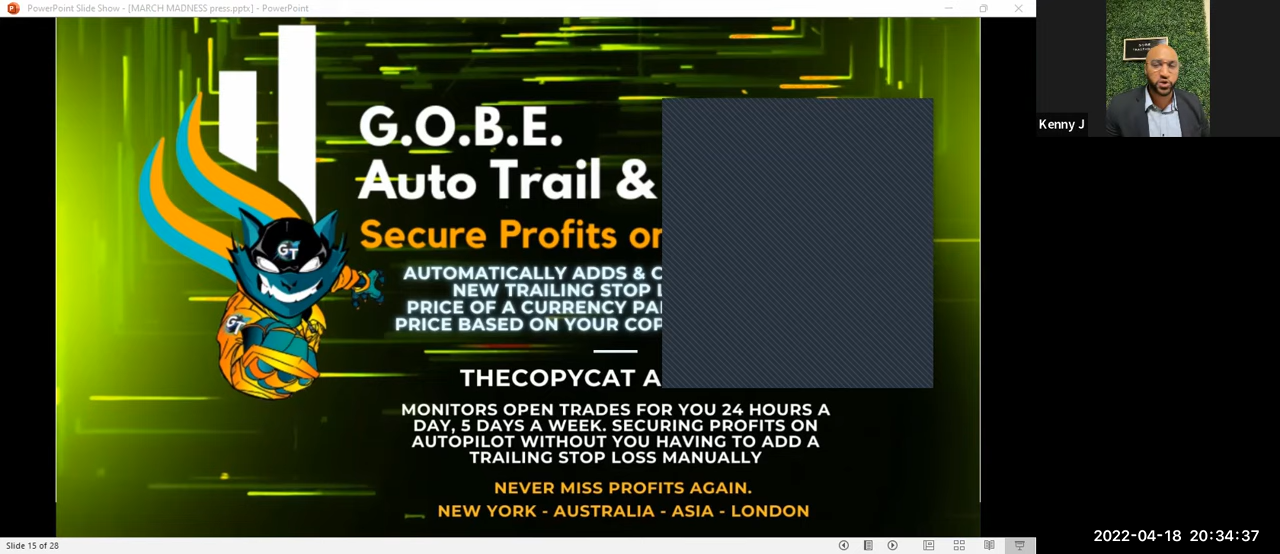 PowerPoint Slide Show - [MARCH MADNESS press.pptx] - PowerPoint
G.O.B.E.
Auto Trail &
Secure Profits
AUTOMATICALLY ADDS &
NEW TRAILING STOP
PRICE OF A CURRENCY
PRICE BASED ON YOUR
THECOPYCAT
MONITORS OPEN TRADES FOR YOU 24 HOURS A
DAY, 5 DAYS A WEEK. SECURING PROFITS ON
AUTOPILOT WITHOUT YOU HAVING TO ADD A
TRAILING STOP LOSS MANUALLY
NEVER MISS PROFITS AGAIN.
NEW YORK - AUSTRALIA - ASIA - LONDON
GT
GT
Kenny J
Slide 15 of 28
2022-04-18 20:34:37